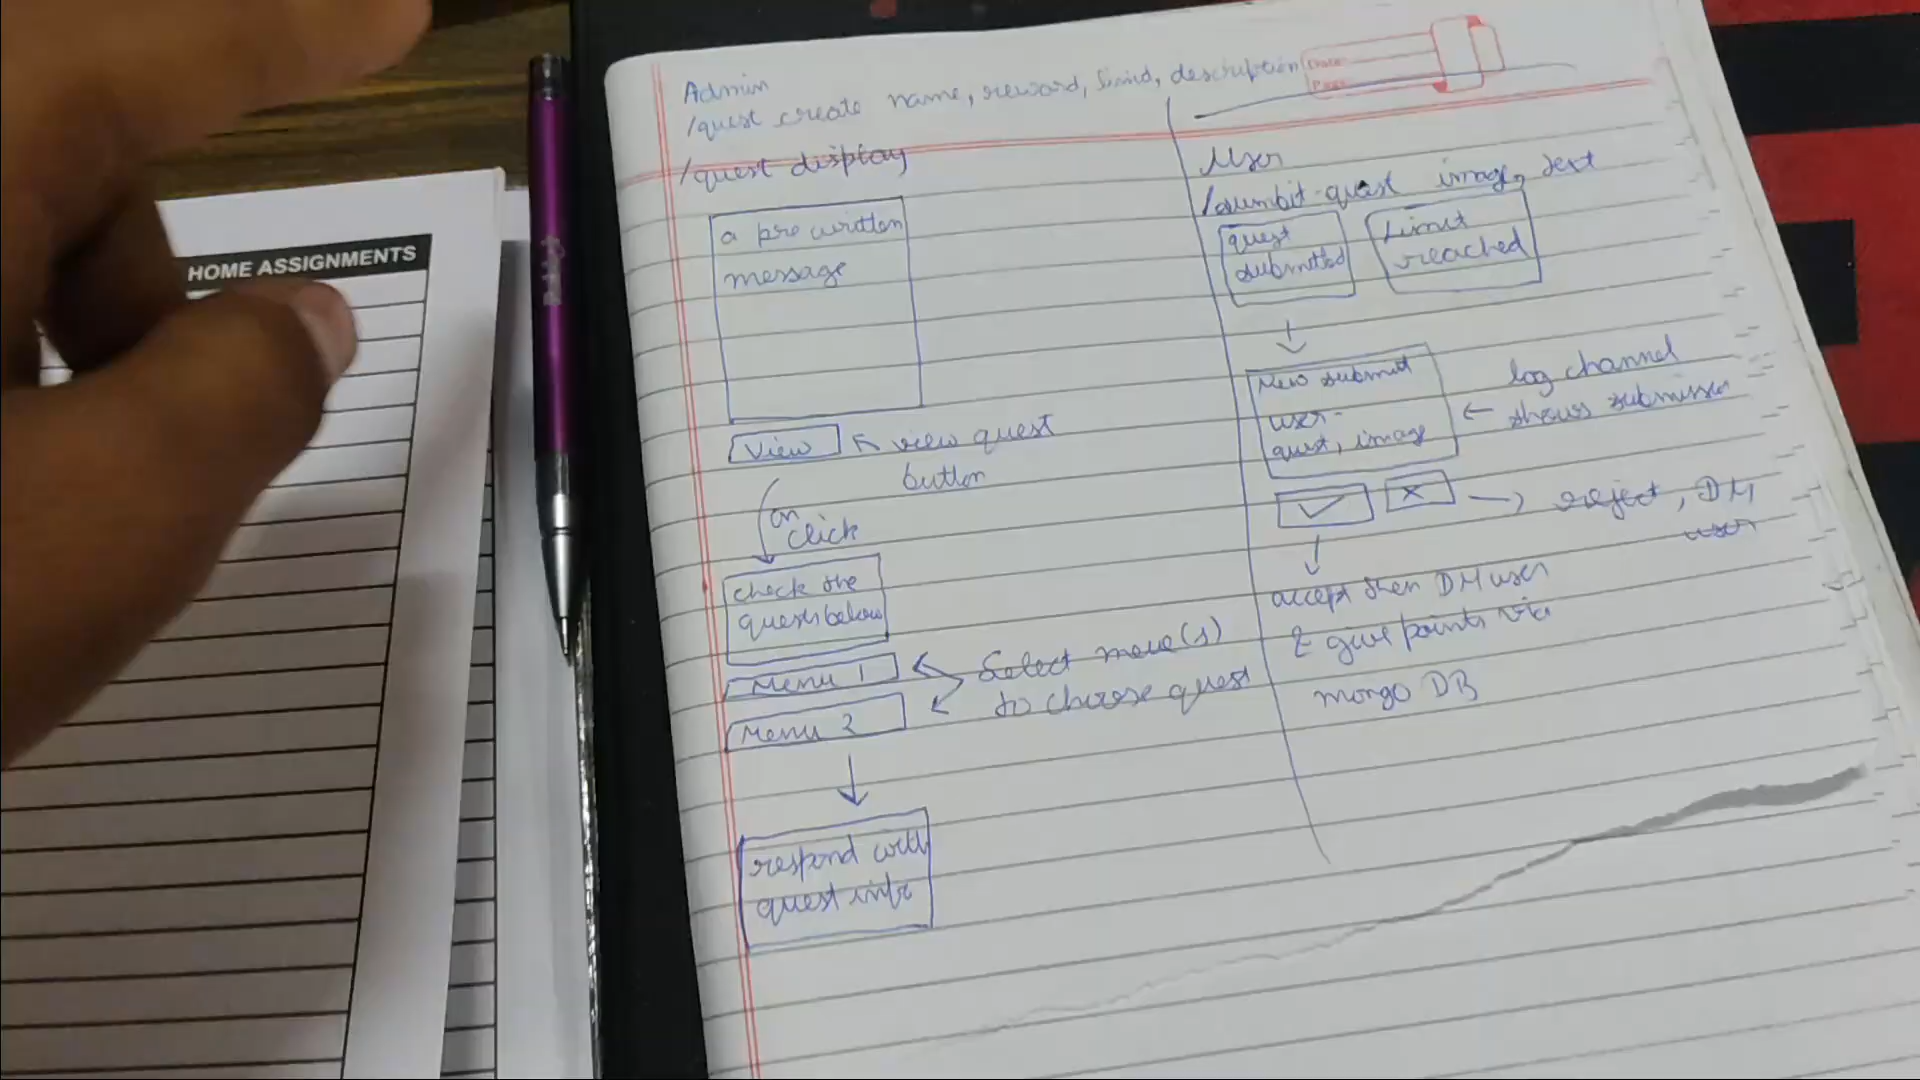 HOME ASSIGNMENTS
Admin
/quest create name, reward, limit, description
Date
Page
/quest display
a pre written
message
View ← view quest
button
on
click
check the
quests below
Menu 1
Menu 2
Select menu(s)
to choose quest
respond with
quest info
User
/sumbit-quest image, text
quest
submitted
Limit
reached
New submit
user-
quest, image
← log channel
shows submission
✓ × → reject, DM
user
accept then DM user
& give points via
mongo DB